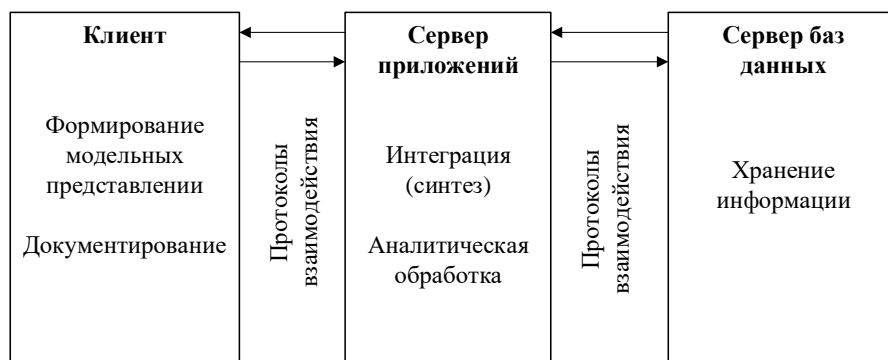 Клиент
Формирование
модельных
представлении
Документирование
Протоколы
взаимодействия
Сервер
приложений
Интеграция
(синтез)
Аналитическая
обработка
Протоколы
взаимодействия
Сервер баз
данных
Хранение
информации